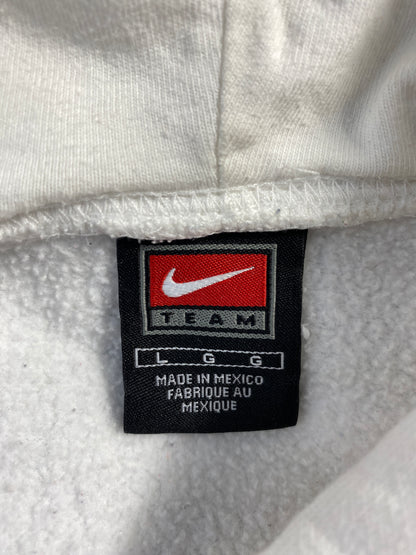 TEAM
L G G
MADE IN MEXICO
FABRIQUE AU
MEXIQUE